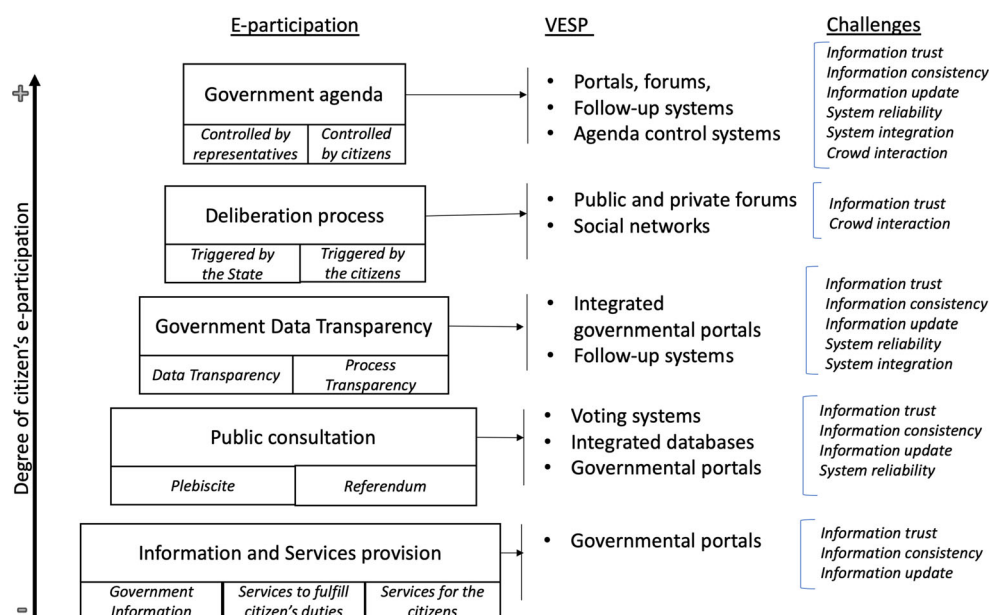 E-participation
VESP
Challenges
Degree of citizen's e-participation
+
-
Government agenda
Controlled by
representatives
Controlled
by citizens
• Portals, forums,
• Follow-up systems
• Agenda control systems
Information trust
Information consistency
Information update
System reliability
System integration
Crowd interaction
Deliberation process
Triggered by
the State
Triggered by
the citizens
• Public and private forums
• Social networks
Information trust
Crowd interaction
Government Data Transparency
Data Transparency
Process
Transparency
• Integrated
governmental portals
• Follow-up systems
Information trust
Information consistency
Information update
System reliability
System integration
Public consultation
Plebiscite
Referendum
• Voting systems
• Integrated databases
• Governmental portals
Information trust
Information consistency
Information update
System reliability
Information and Services provision
Government
Information
Services to fulfill
citizen's duties
Services for the
citizens
• Governmental portals
Information trust
Information consistency
Information update